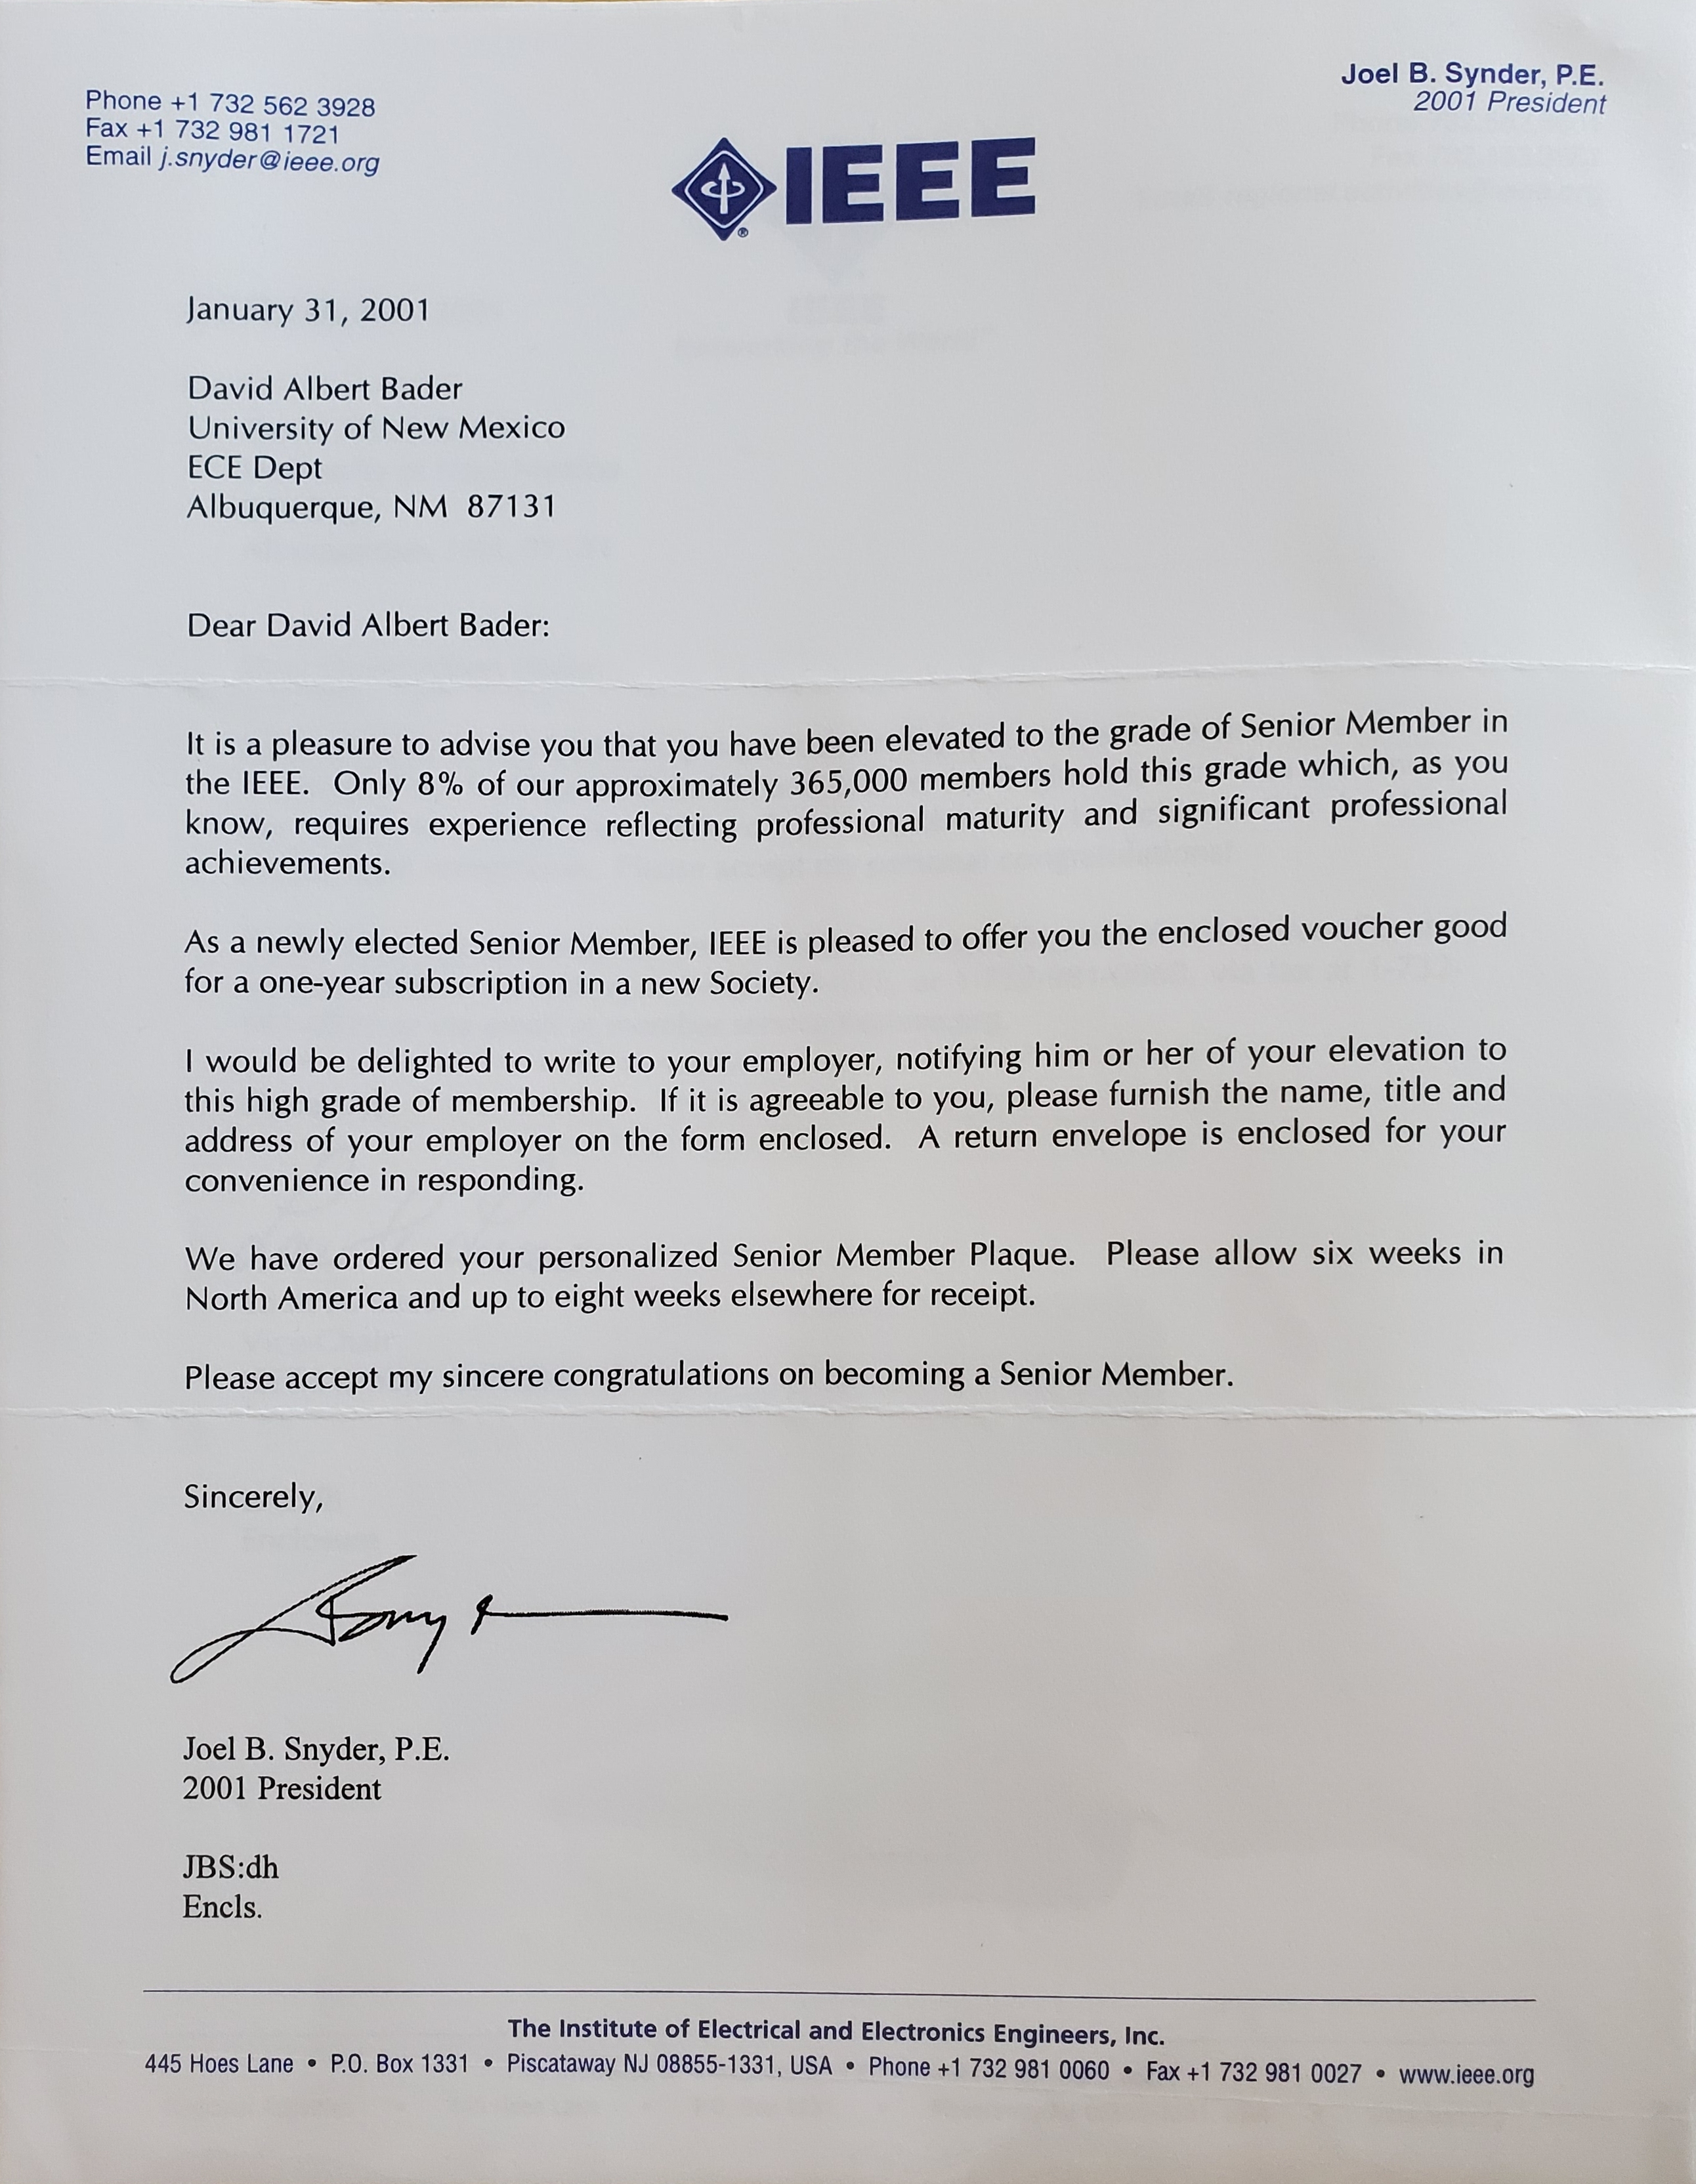 Phone +1 732 562 3928
Fax +1 732 981 1721
Email j.snyder@ieee.org
Joel B. Synder, P.E.
2001 President
IEEE
January 31, 2001
David Albert Bader
University of New Mexico
ECE Dept
Albuquerque, NM 87131
Dear David Albert Bader:
It is a pleasure to advise you that you have been elevated to the grade of Senior Member in
the IEEE. Only 8% of our approximately 365,000 members hold this grade which, as you
know, requires experience reflecting professional maturity and significant professional
achievements.
As a newly elected Senior Member, IEEE is pleased to offer you the enclosed voucher good
for a one-year subscription in a new Society.
I would be delighted to write to your employer, notifying him or her of your elevation to
this high grade of membership. If it is agreeable to you, please furnish the name, title and
address of your employer on the form enclosed. A return envelope is enclosed for your
convenience in responding.
We have ordered your personalized Senior Member Plaque. Please allow six weeks in
North America and up to eight weeks elsewhere for receipt.
Please accept my sincere congratulations on becoming a Senior Member.
Sincerely,
Joel B. Snyder, P.E.
2001 President
JBS:dh
Encls.
The Institute of Electrical and Electronics Engineers, Inc.
445 Hoes Lane • P.O. Box 1331 • Piscataway NJ 08855-1331, USA • Phone +1 732 981 0060 • Fax +1 732 981 0027 • www.ieee.org